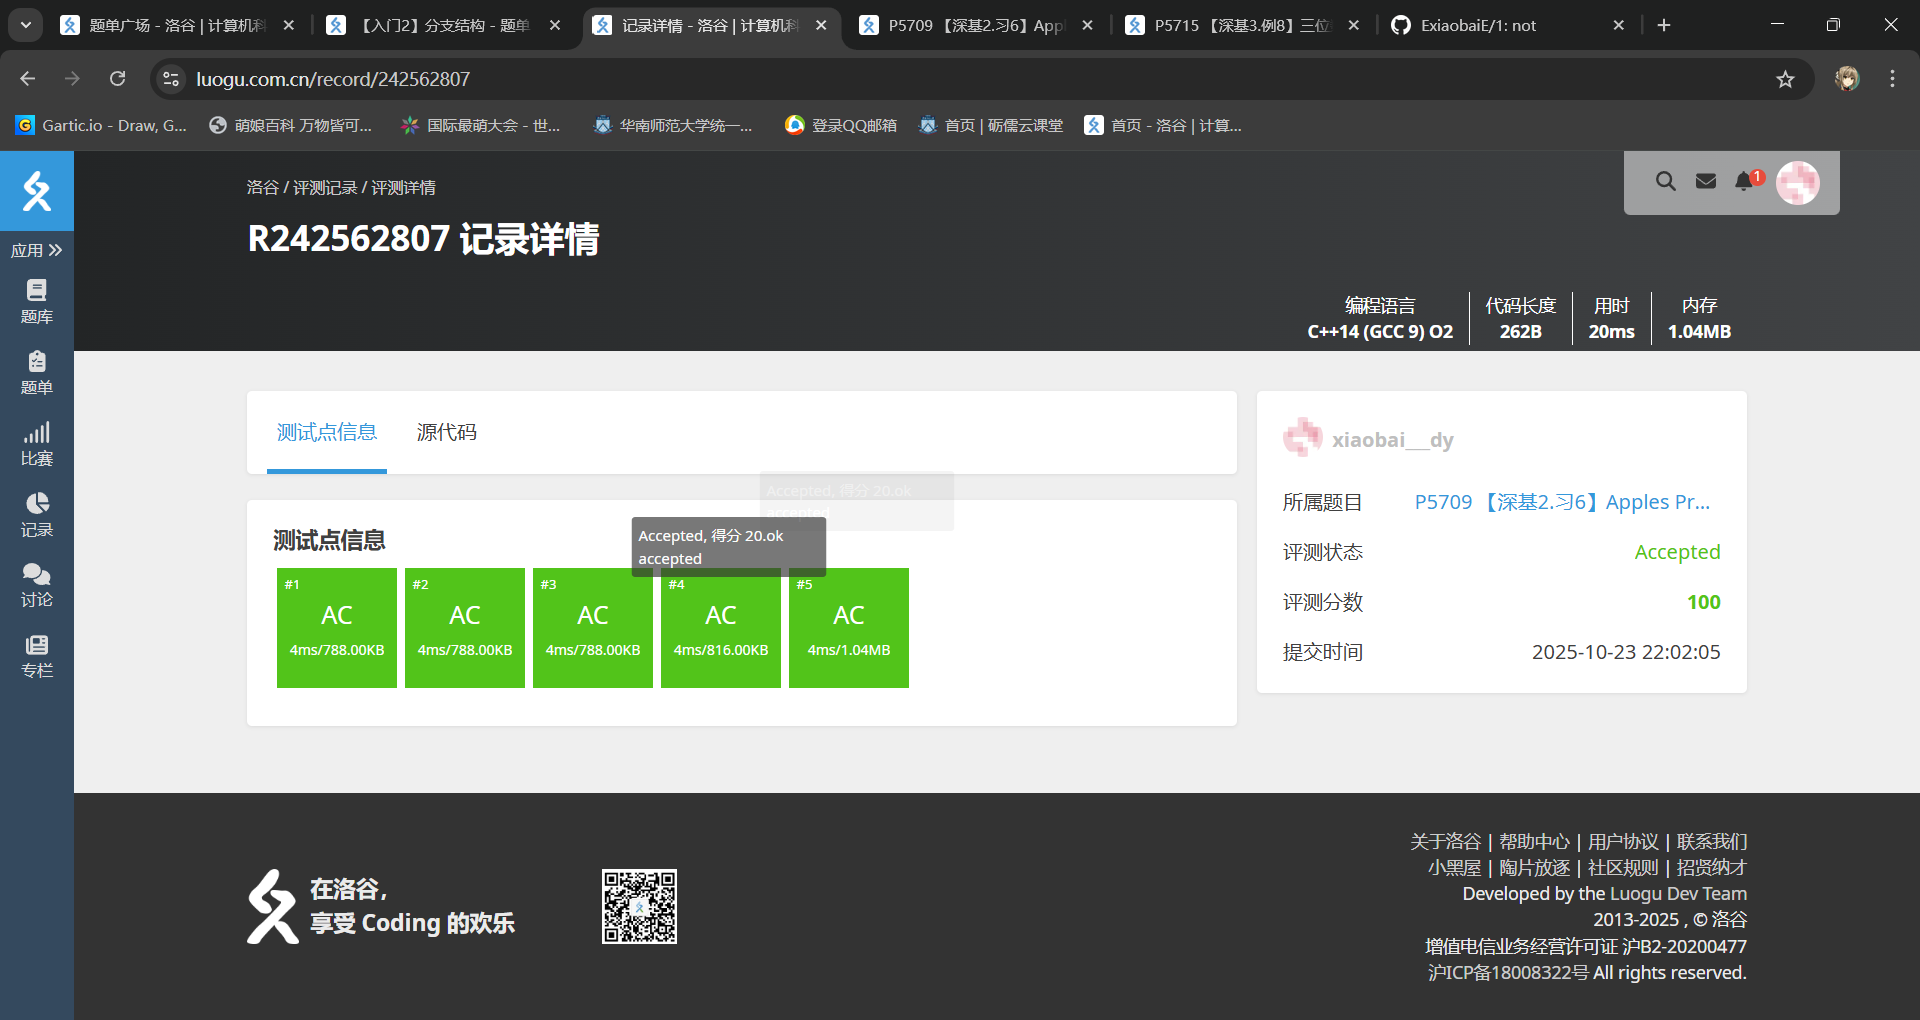 题单广场 - 洛谷 | 计算机科
【入门2】分支结构 - 题单
记录详情 - 洛谷 | 计算机科
P5709 【深基2.习6】App
P5715 【深基3.例8】三位
ExiaobaiE/1: not
luogu.com.cn/record/242562807
Gartic.io - Draw, G...
萌娘百科 万物皆可...
国际最萌大会 - 世...
华南师范大学统一...
登录QQ邮箱
首页 | 砺儒云课堂
首页 - 洛谷 | 计算...
洛谷 / 评测记录 / 评测详情
1
R242562807 记录详情
应用
题库
题单
比赛
记录
讨论
专栏
编程语言
C++14 (GCC 9) O2
代码长度
262B
用时
20ms
内存
1.04MB
测试点信息
源代码
Accepted, 得分 20.ok
accepted
测试点信息
Accepted, 得分 20.ok
accepted
#1
AC
4ms/788.00KB
#2
AC
4ms/788.00KB
#3
AC
4ms/788.00KB
#4
AC
4ms/816.00KB
#5
AC
4ms/1.04MB
xiaobai___dy
所属题目
P5709 【深基2.习6】Apples Pr...
评测状态
Accepted
评测分数
100
提交时间
2025-10-23 22:02:05
在洛谷,
享受 Coding 的欢乐
关于洛谷 | 帮助中心 | 用户协议 | 联系我们
小黑屋 | 陶片放逐 | 社区规则 | 招贤纳才
Developed by the Luogu Dev Team
2013-2025 , © 洛谷
增值电信业务经营许可证 沪B2-20200477
沪ICP备18008322号 All rights reserved.